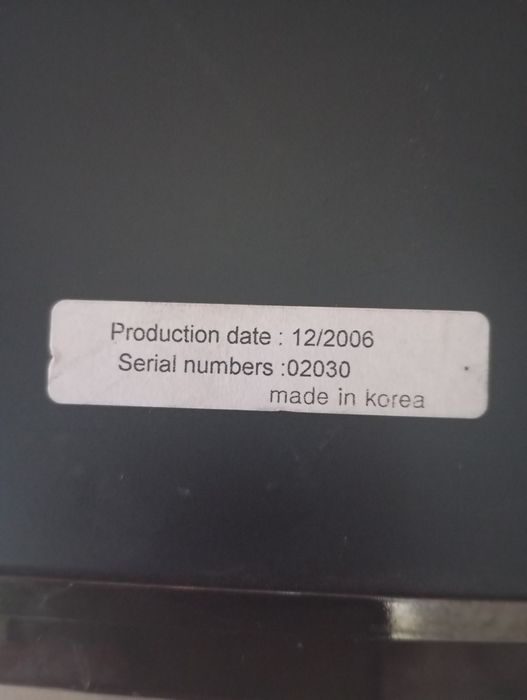 Production date : 12/2006
Serial numbers :02030
made in korea